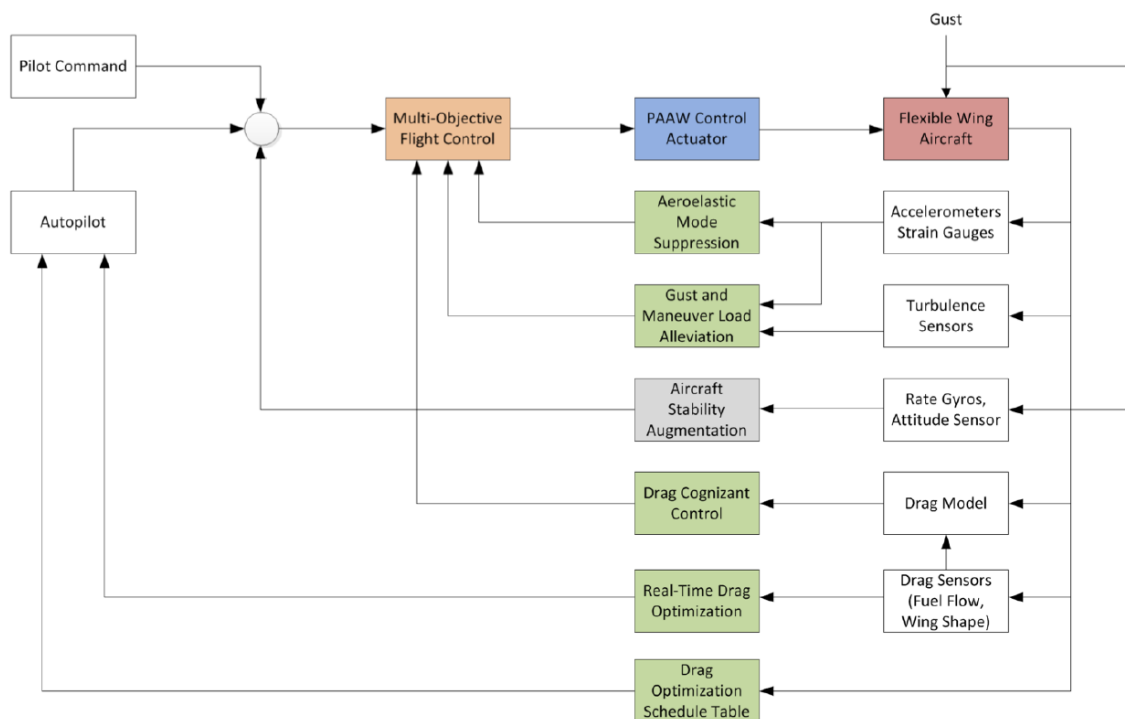 Gust
Pilot Command
Multi-Objective
Flight Control
PAAW Control
Actuator
Flexible Wing
Aircraft
Autopilot
Aeroelastic
Mode
Suppression
Accelerometers
Strain Gauges
Gust and
Maneuver Load
Alleviation
Turbulence
Sensors
Aircraft
Stability
Augmentation
Rate Gyros,
Attitude Sensor
Drag Cognizant
Control
Drag Model
Real-Time Drag
Optimization
Drag Sensors
(Fuel Flow,
Wing Shape)
Drag
Optimization
Schedule Table